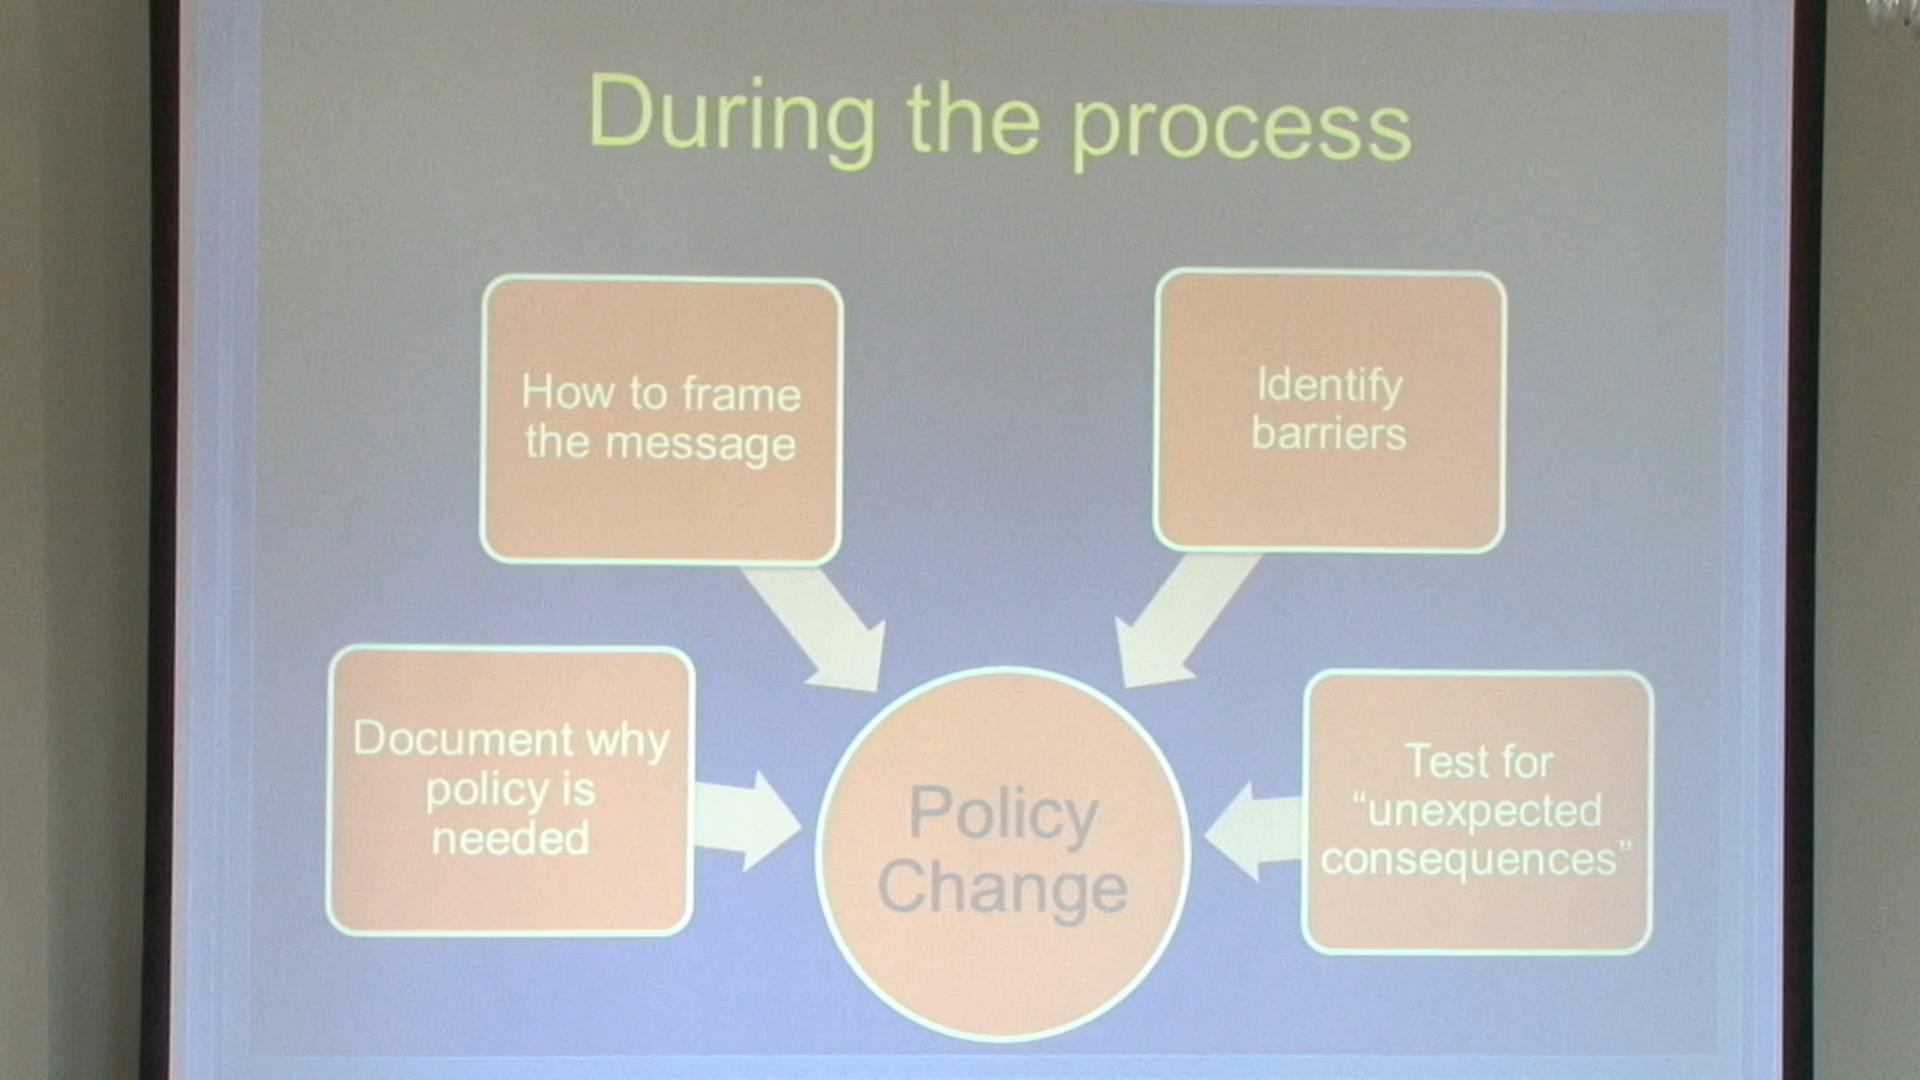 During the process
How to frame
the message
Identify
barriers
Document why
policy is
needed
Policy
Change
Test for
“unexpected
consequences”